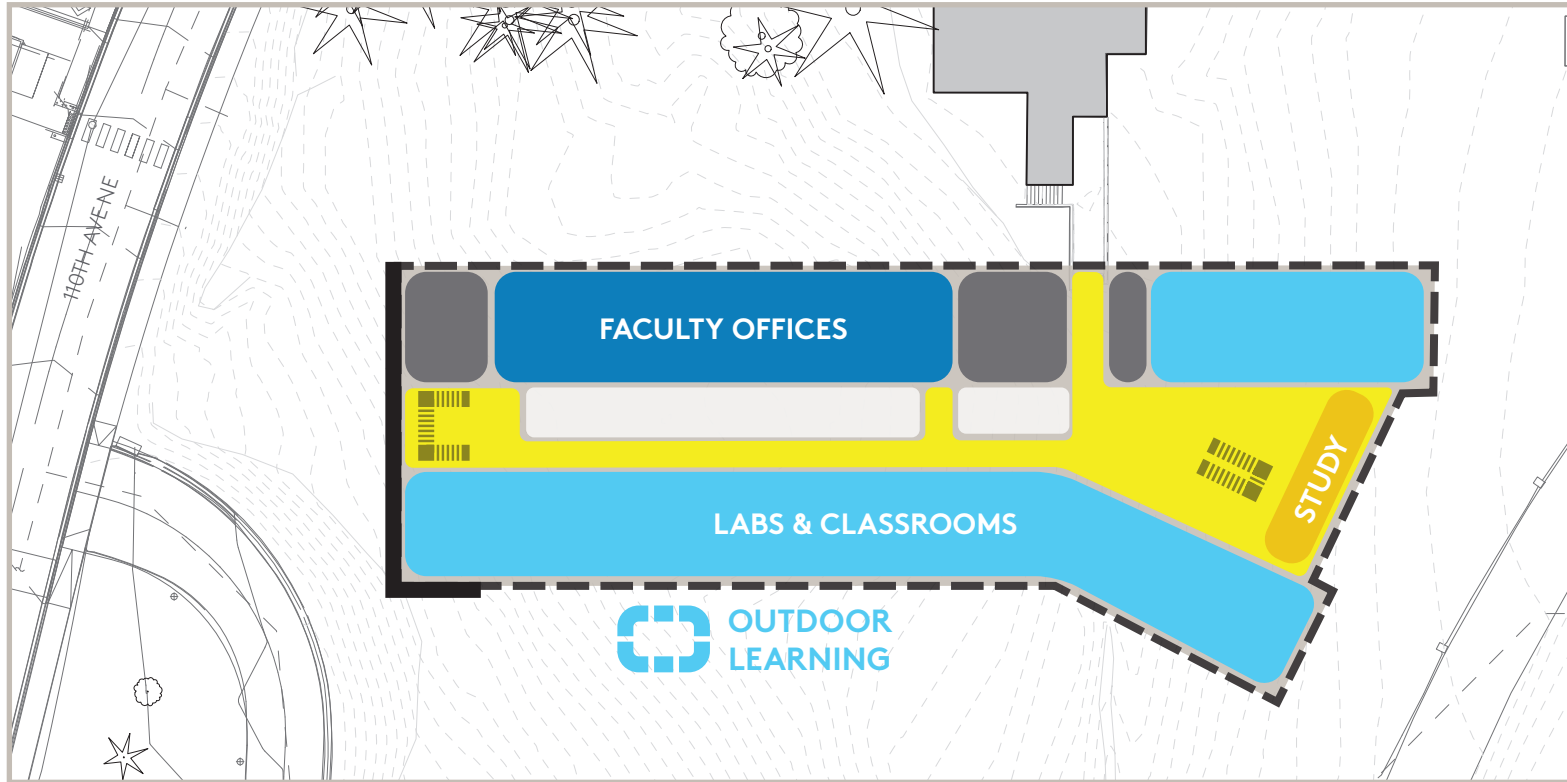 110TH AVE NE
FACULTY OFFICES
STUDY
LABS & CLASSROOMS
OUTDOOR
LEARNING